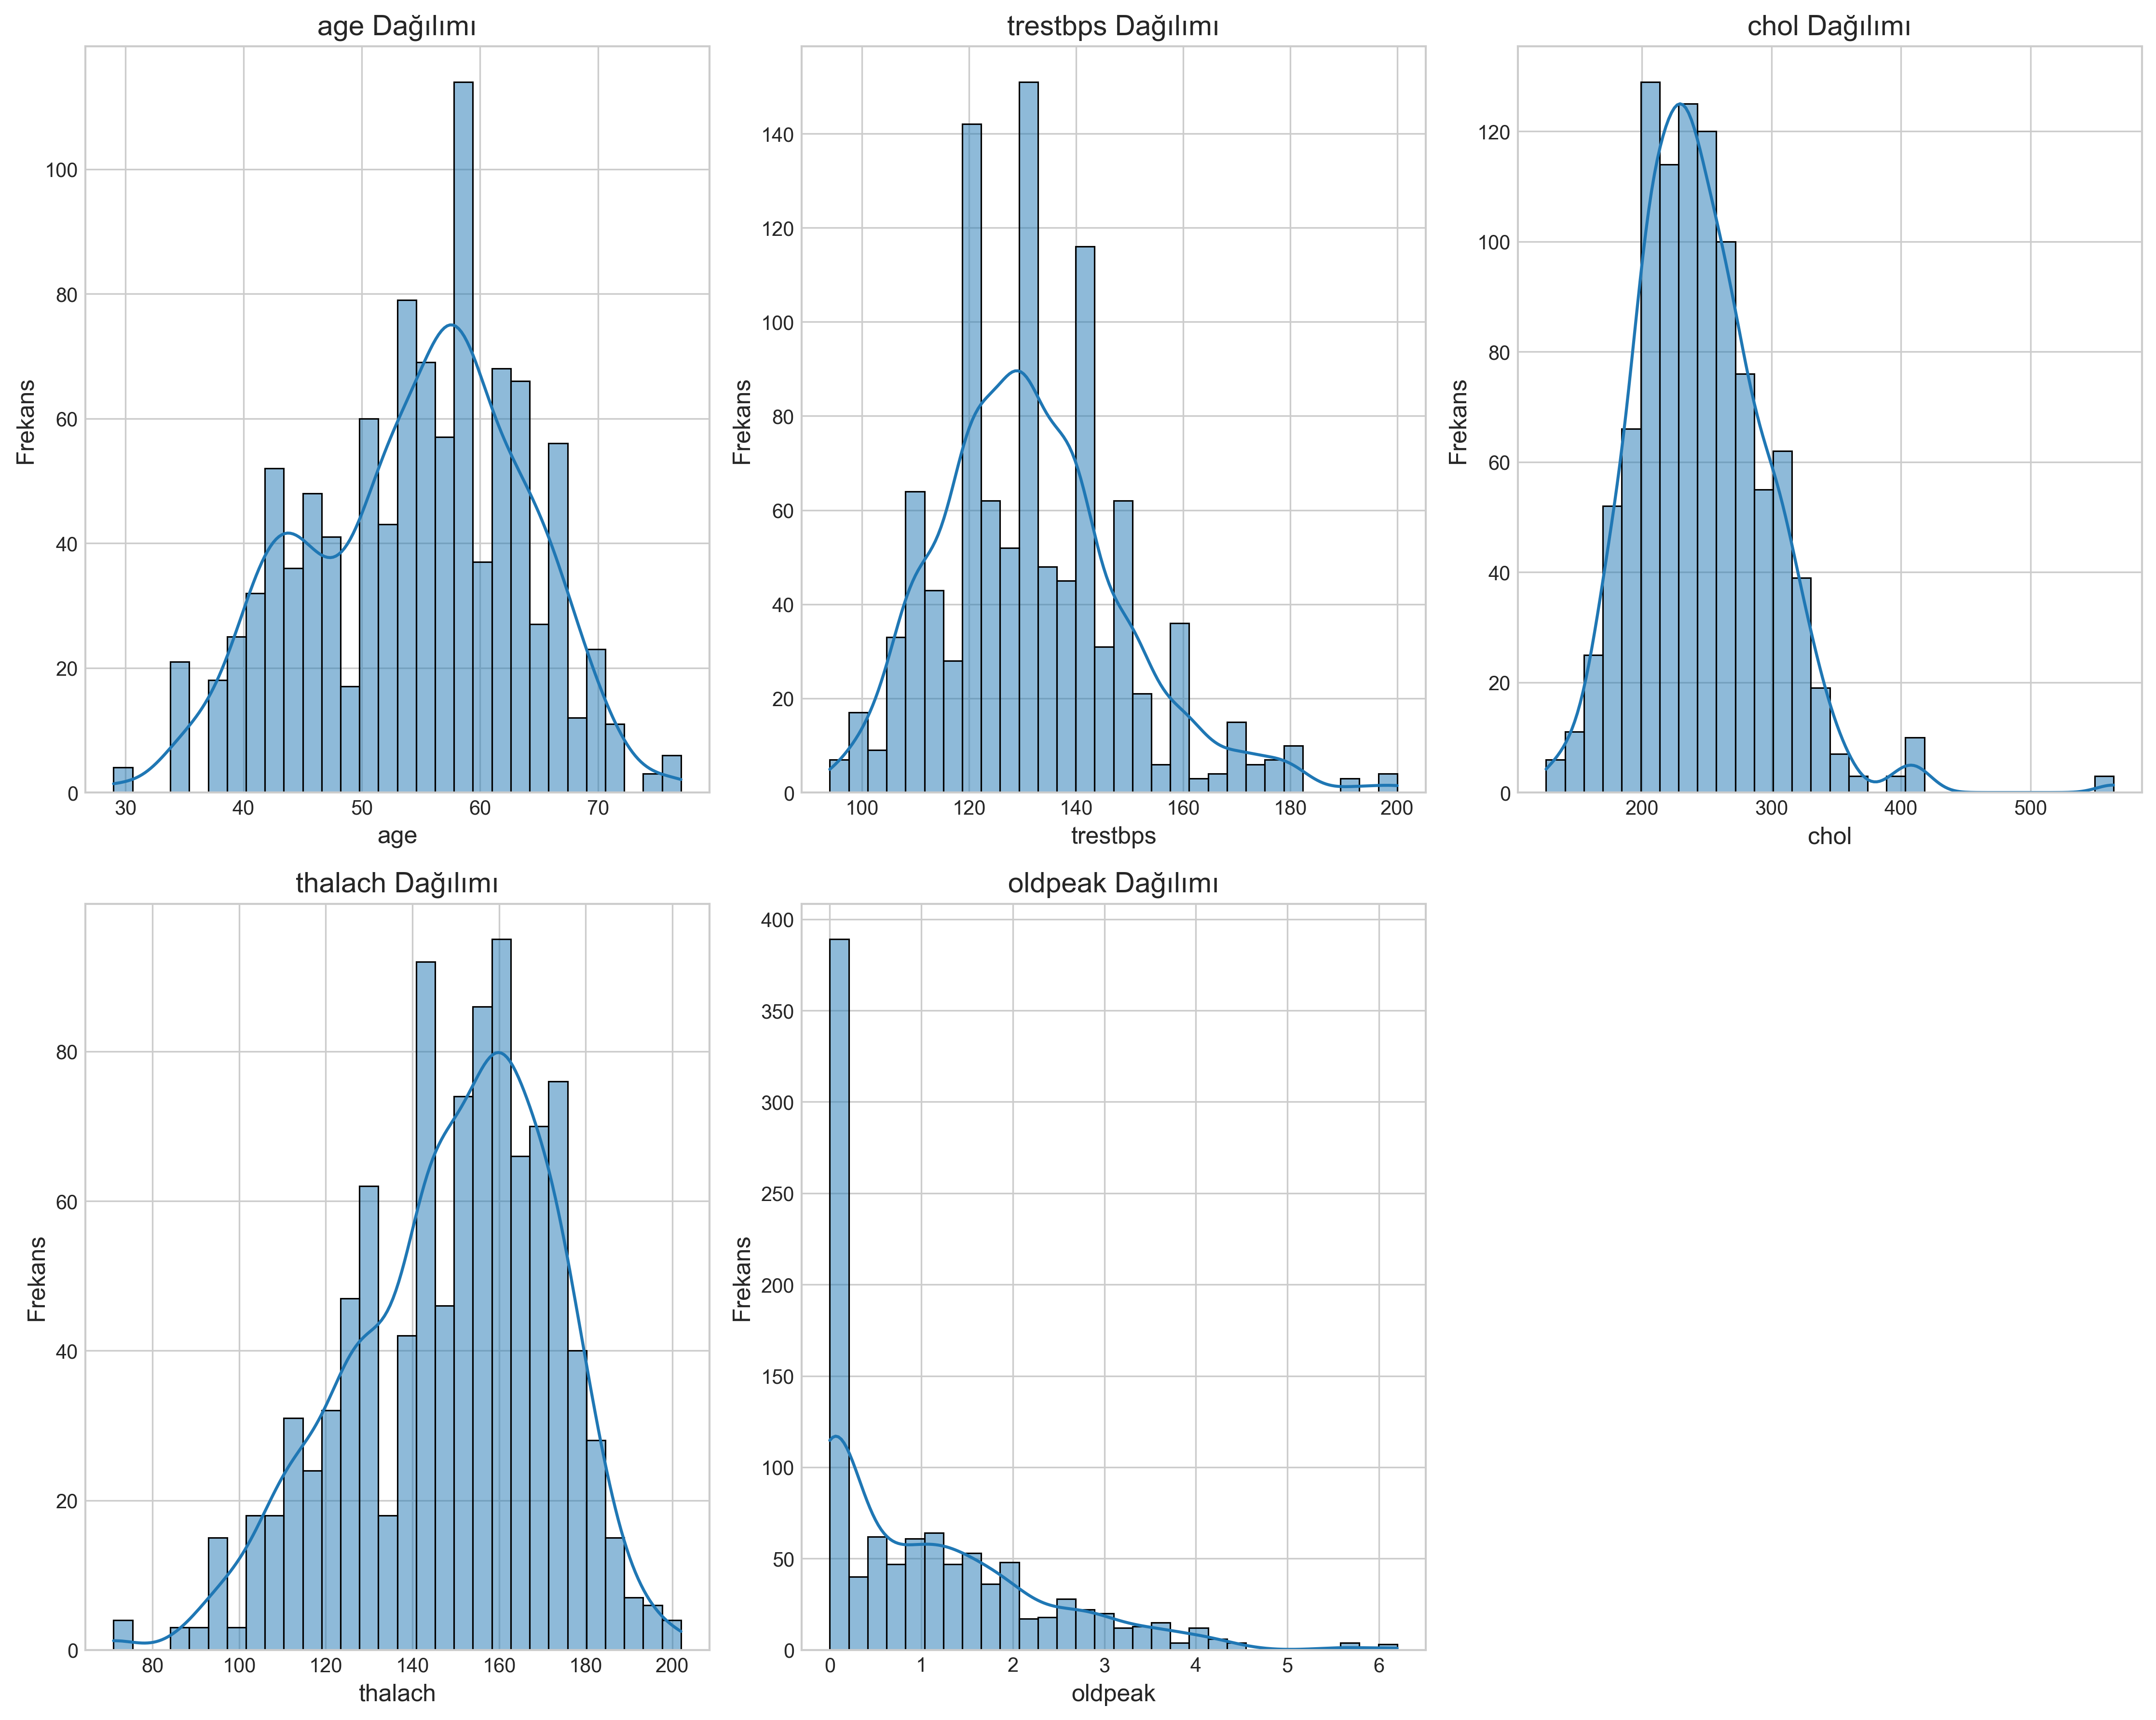 age Dağılımı
Frekans
100
80
60
40
20
0
30 40 50 60 70
age
trestbps Dağılımı
Frekans
140
120
100
80
60
40
20
0
100 120 140 160 180 200
trestbps
chol Dağılımı
Frekans
120
100
80
60
40
20
0
200 300 400 500
chol
thalach Dağılımı
Frekans
80
60
40
20
0
80 100 120 140 160 180 200
thalach
oldpeak Dağılımı
Frekans
400
350
300
250
200
150
100
50
0
0 1 2 3 4 5 6
oldpeak